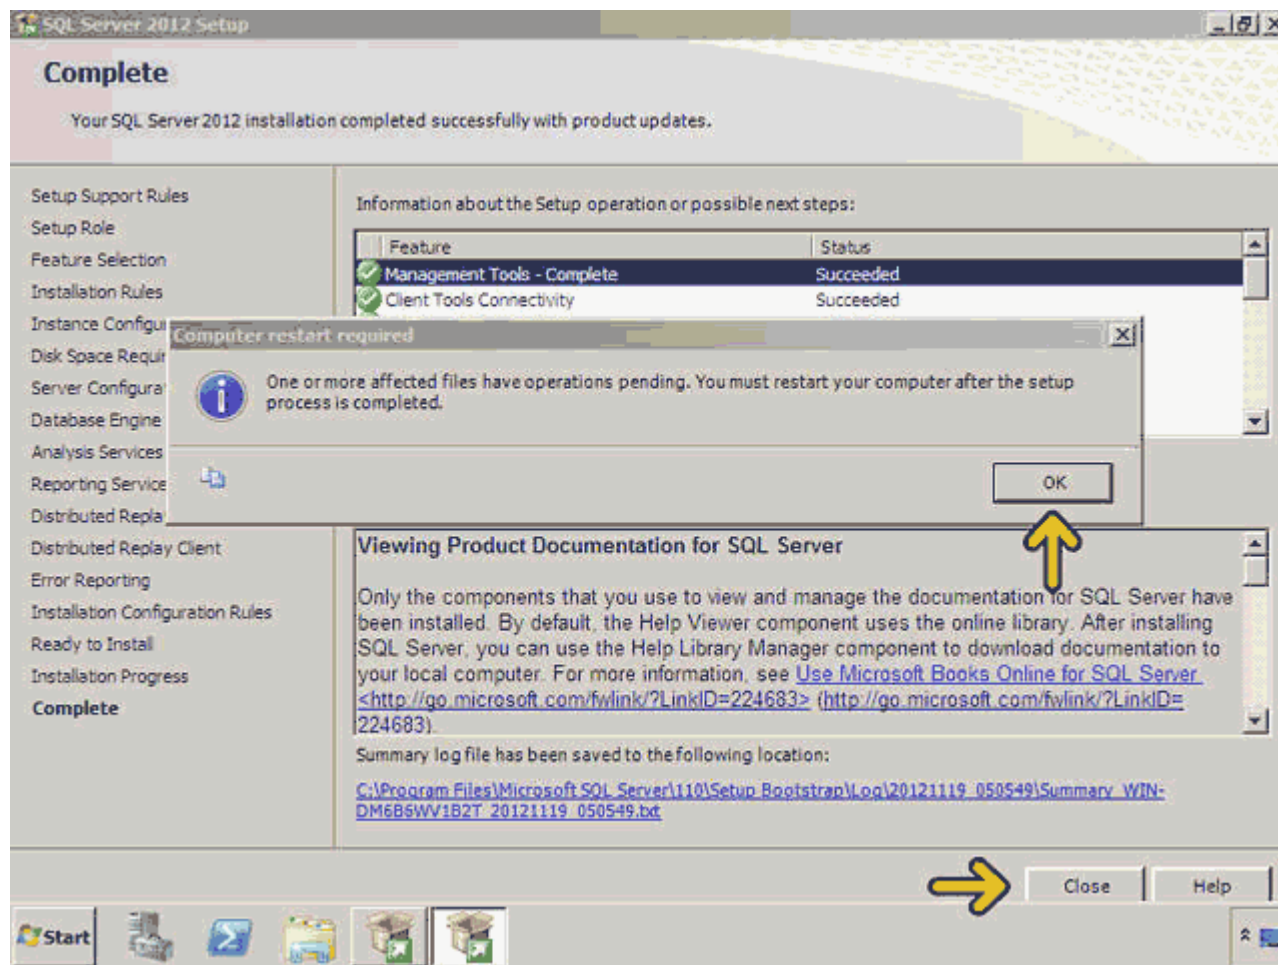 SQL Server 2012 Setup
Complete
Your SQL Server 2012 installation completed successfully with product updates.
Setup Support Rules
Setup Role
Feature Selection
Installation Rules
Instance Configu
Disk Space Requir
Server Configura
Database Engine
Analysis Services
Reporting Service
Distributed Repla
Distributed Replay Client
Error Reporting
Installation Configuration Rules
Ready to Install
Installation Progress
Complete
Information about the Setup operation or possible next steps:
Feature Status
Management Tools - Complete Succeeded
Client Tools Connectivity Succeeded
Computer restart required
One or more affected files have operations pending. You must restart your computer after the setup
process is completed.
OK
Viewing Product Documentation for SQL Server
Only the components that you use to view and manage the documentation for SQL Server have
been installed. By default, the Help Viewer component uses the online library. After installing
SQL Server, you can use the Help Library Manager component to download documentation to
your local computer. For more information, see Use Microsoft Books Online for SQL Server
<http://go.microsoft.com/fwlink/?LinkID=224683> (http://go.microsoft.com/fwlink/?LinkID=
224683).
Summary log file has been saved to the following location:
C:\Program Files\Microsoft SQL Server\110\Setup Bootstrap\Log\20121119_050549\Summary_WIN-
DM6B6WV1B2T_20121119_050549.txt
Close Help
Start